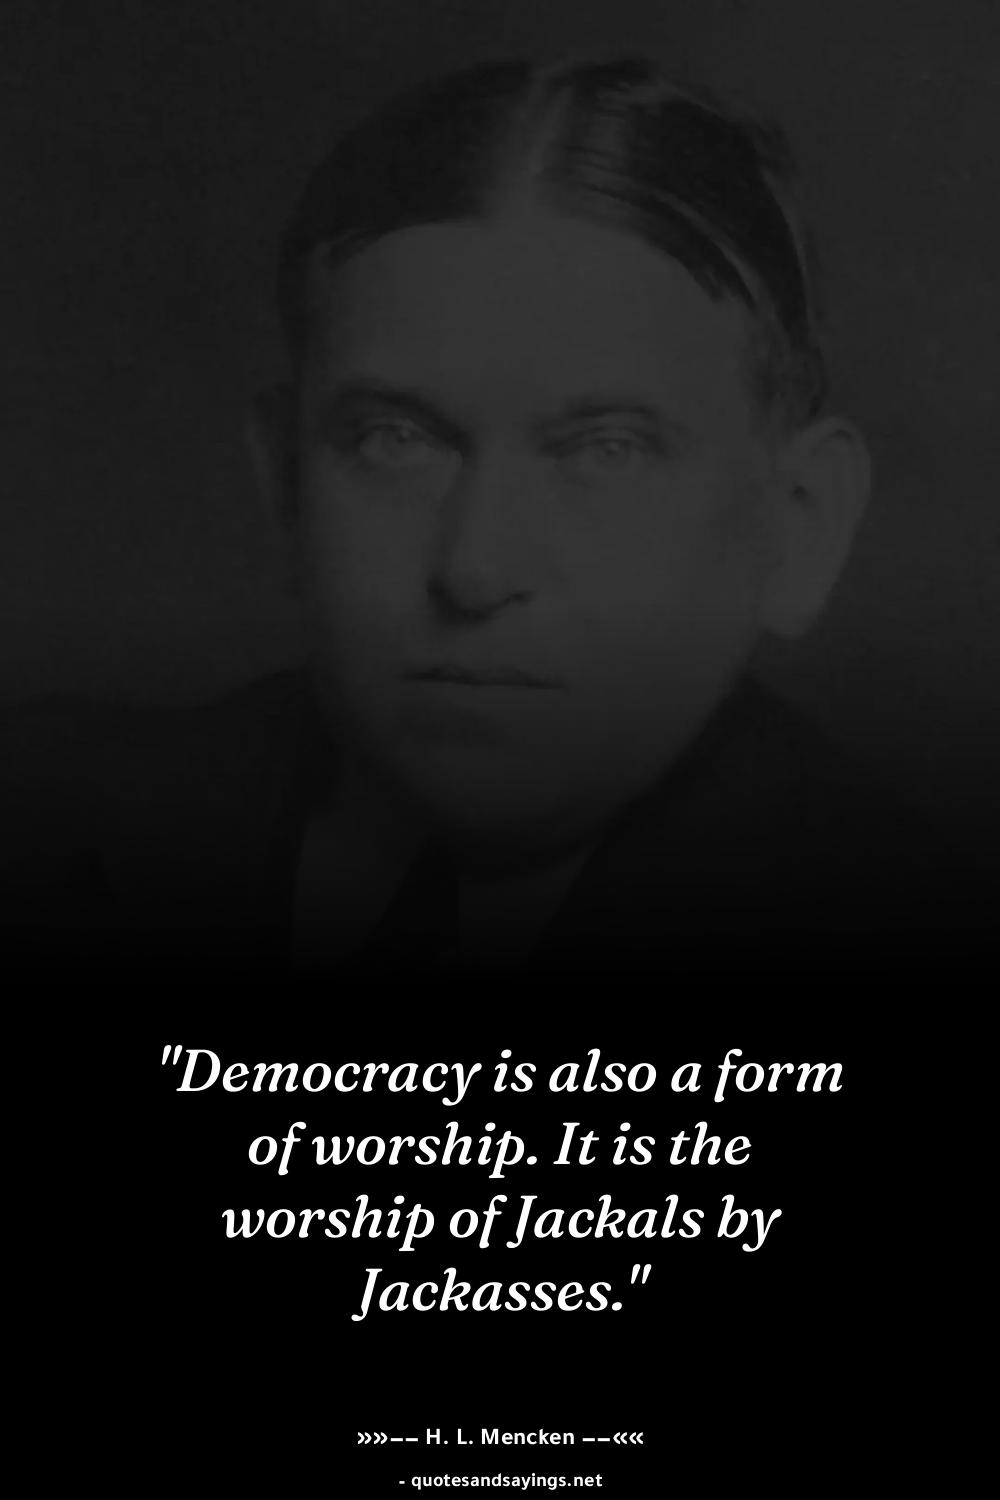 "Democracy is also a form
of worship. It is the
worship of Jackals by
Jackasses."
»»−− H. L. Mencken −−««
- quotesandsayings.net